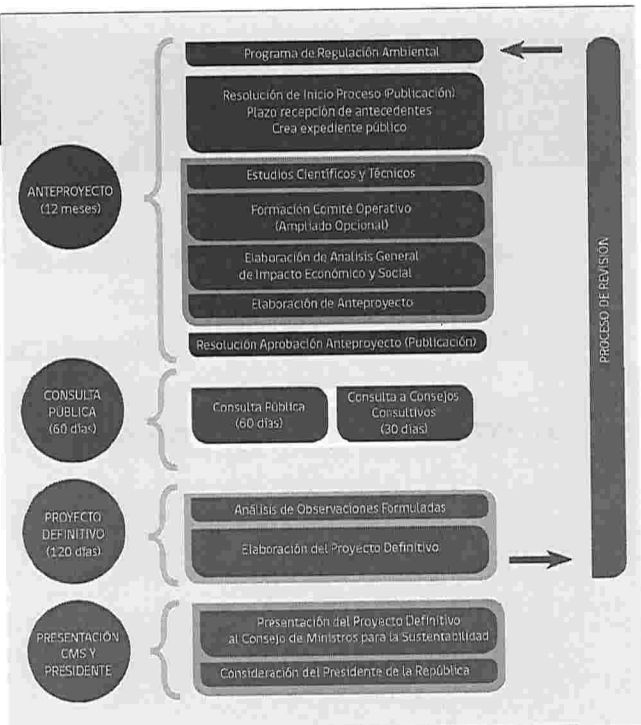 Programa de Regulación Ambiental
Resolución de Inicio Proceso (Publicación)
Plazo recepción de antecedentes
Crea expediente público
ANTEPROYECTO
(12 meses)
Estudios Científicos y Técnicos
Formación Comité Operativo
(Ampliado Opcional)
Elaboración de Analisis General
de Impacto Económico y Social
Elaboración de Anteproyecto
Resolución Aprobación Anteproyecto (Publicación)
CONSULTA
PÚBLICA
(60 días)
Consulta Pública
(60 días)
Consulta a Consejos
Consultivos
(30 días)
PROYECTO
DEFINITIVO
(120 días)
Análisis de Observaciones Formuladas
Elaboración del Proyecto Definitivo
PRESENTACIÓN
CMS Y
PRESIDENTE
Presentación del Proyecto Definitivo
al Consejo de Ministros para la Sustentabilidad
Consideración del Presidente de la República
PROCESO DE REVISIÓN